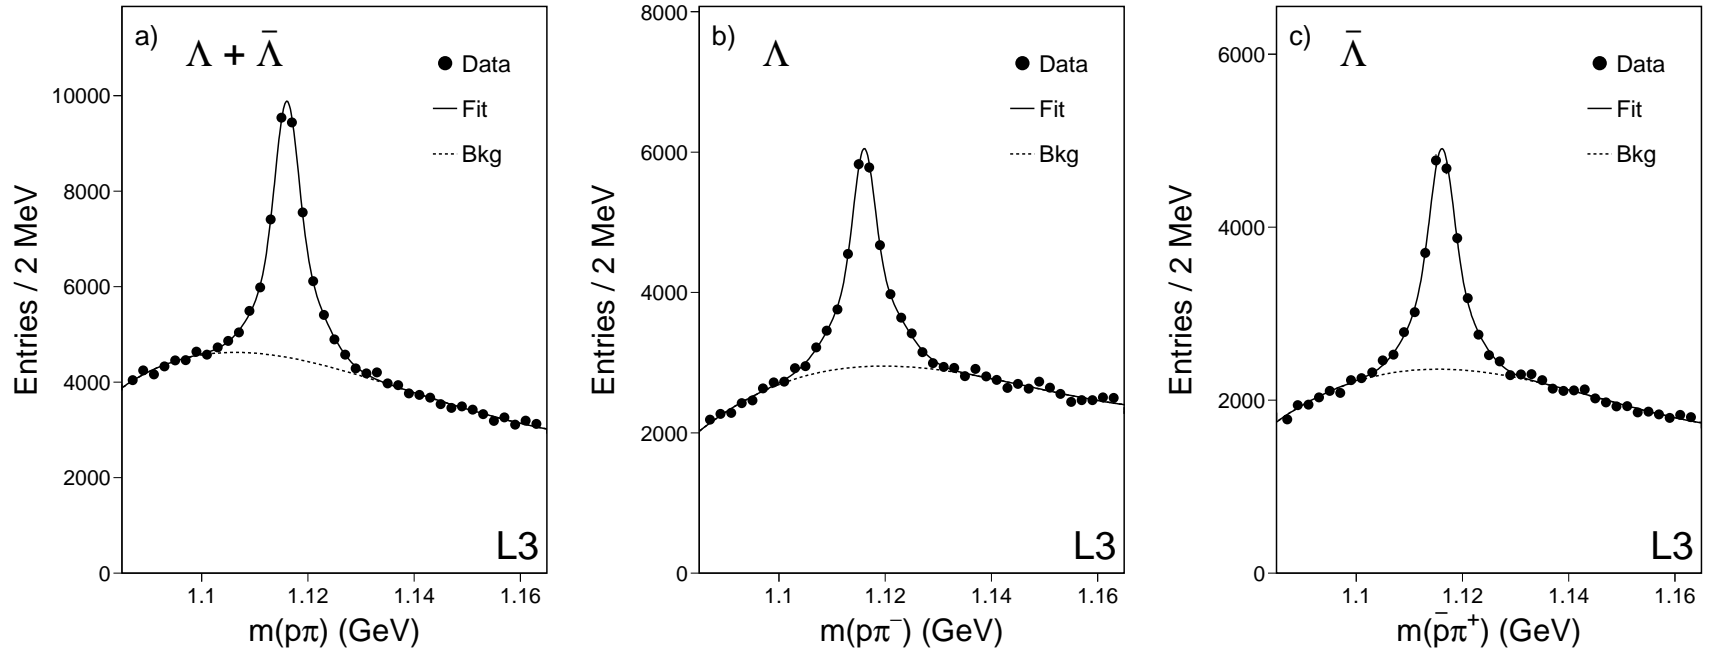 a) Λ + Λ̅
Data
Fit
Bkg
10000
8000
6000
4000
2000
0
Entries / 2 MeV
L3
1.1 1.12 1.14 1.16
m(pπ) (GeV)
b) Λ
Data
Fit
Bkg
8000
6000
4000
2000
0
Entries / 2 MeV
L3
1.1 1.12 1.14 1.16
m(pπ⁻) (GeV)
c) Λ̅
Data
Fit
Bkg
6000
4000
2000
0
Entries / 2 MeV
L3
1.1 1.12 1.14 1.16
m(p̅π⁺) (GeV)